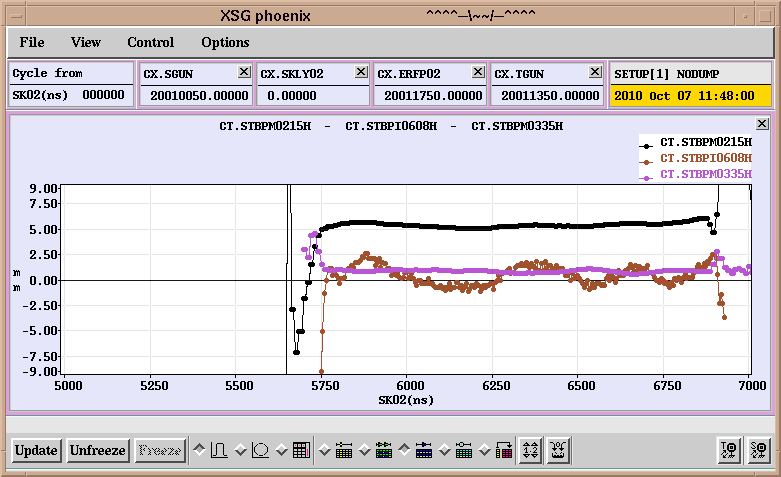 XSG phoenix ^^^^—\~~/—^^^^
File View Control Options
Cycle from
SK02(ns) 000000
CX.SGUN
20010050.00000
CX.SKLY02
0.00000
CX.ERFP02
20011750.00000
CX.TGUN
20011350.00000
SETUP[1] NODUMP
2010 Oct 07 11:48:00
CT.STBPM0215H - CT.STBPI0608H - CT.STBPM0335H
CT.STBPM0215H
CT.STBPI0608H
CT.STBPM0335H
9.00
7.50
5.00
2.50
0.00
-2.50
-5.00
-7.50
-9.00
m
m
5000 5250 5500 5750 6000 6250 6500 6750 7000
SK02(ns)
Update Unfreeze Freeze